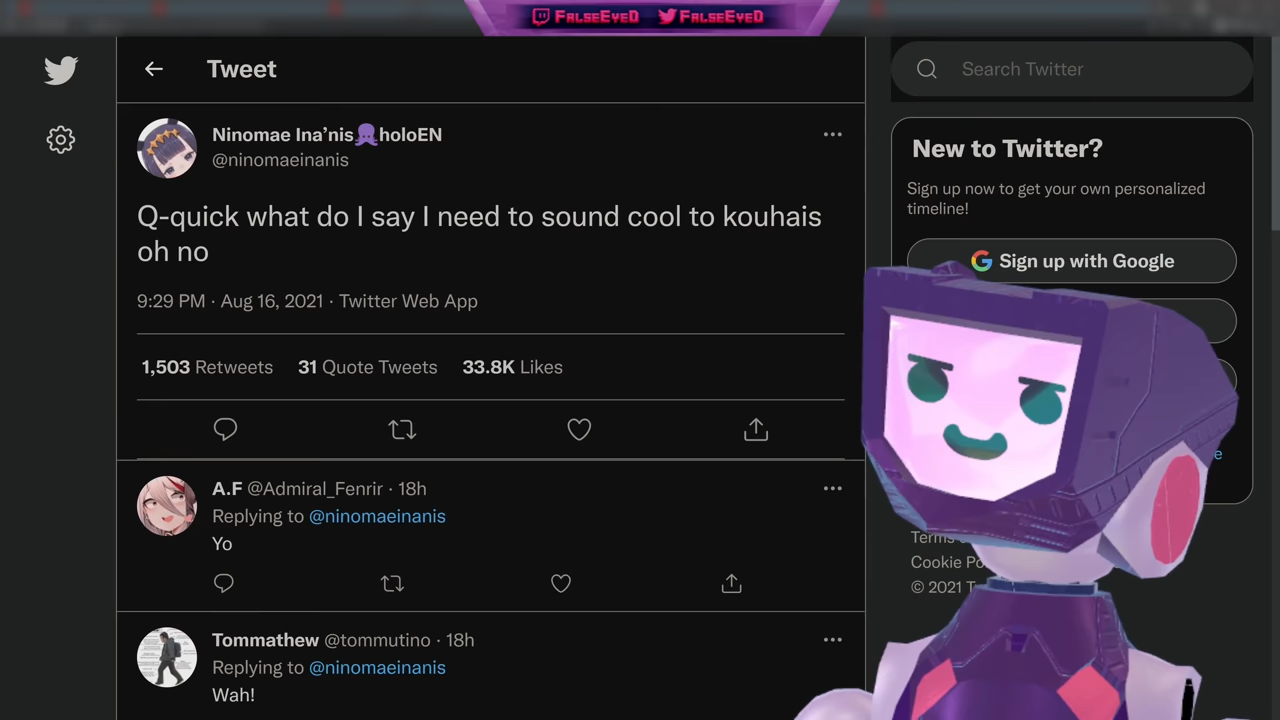 FalseEyeD FalseEyeD
Tweet
Search Twitter
Ninomae Ina’nis🐙holoEN
@ninomaeinanis
Q-quick what do I say I need to sound cool to kouhais
oh no
9:29 PM · Aug 16, 2021 · Twitter Web App
1,503 Retweets 31 Quote Tweets 33.8K Likes
A.F @Admiral_Fenrir · 18h
Replying to @ninomaeinanis
Yo
Tommathew @tommutino · 18h
Replying to @ninomaeinanis
Wah!
New to Twitter?
Sign up now to get your own personalized
timeline!
Sign up with Google
Terms
Cookie
© 2021